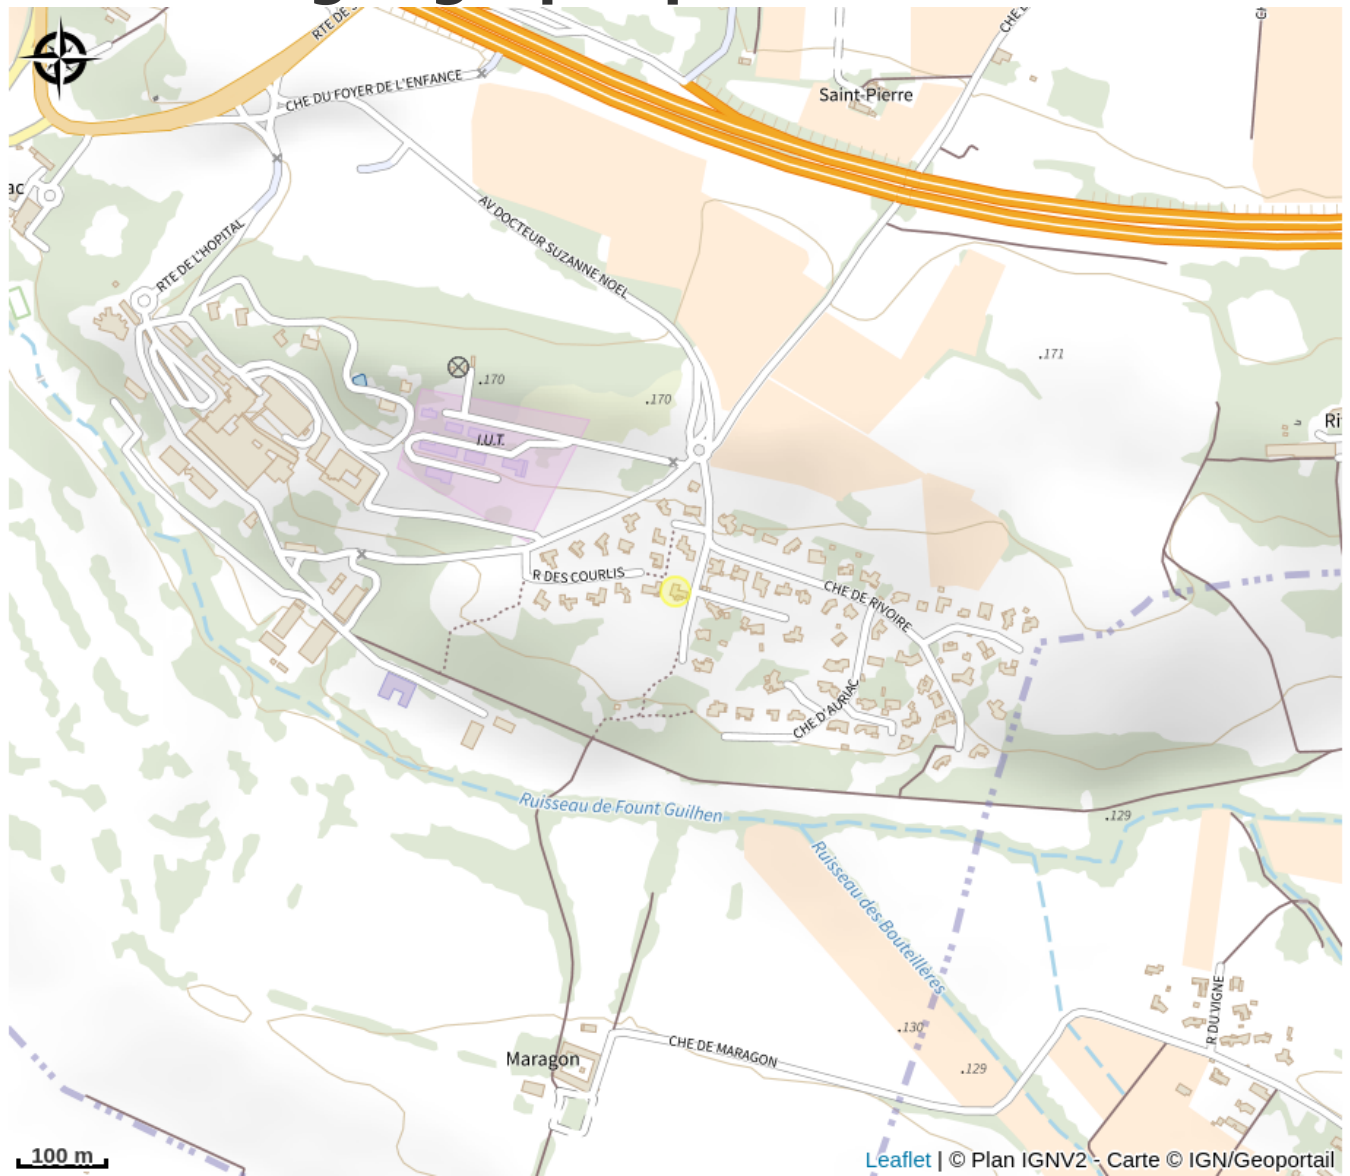 CHE DU FOYER DE L'ENFANCE
Saint-Pierre
AV DOCTEUR SUZANNE NOEL
RTE DE L'HOPITAL
.171
.170
.170
I.U.T.
R DES COURLIS
CHE DE RIVOIRE
CHE D'AURIAC
Ruisseau de Fount Guilhen
.129
Ruisseau des Bouteillères
R DU VIGNE
.130
CHE DE MARAGON
Maragon
.129
100 m
Leaflet | © Plan IGNV2 - Carte © IGN/Geoportail